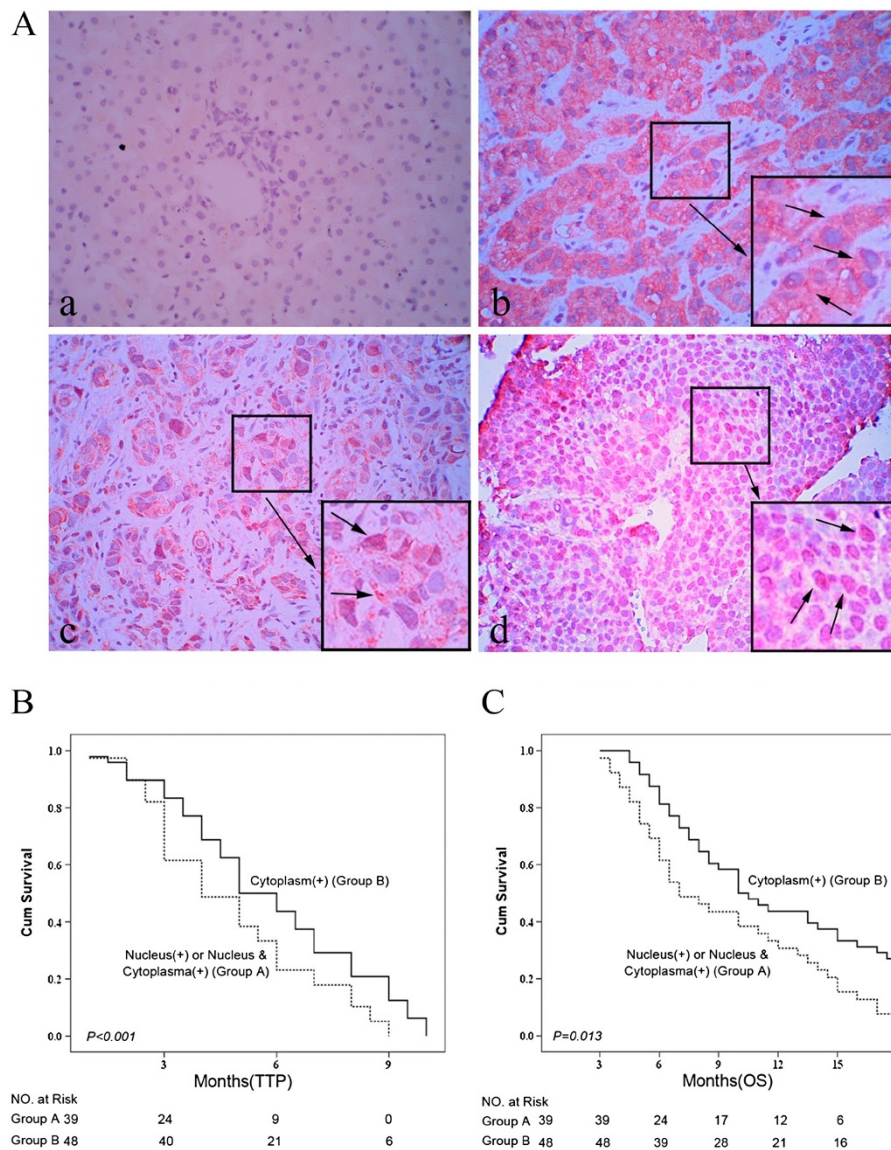 A
a
b
c
d
B
C
1.0
0.8
0.6
0.4
0.2
0.0
Cum Survival
Cytoplasm(+) (Group B)
Nucleus(+) or Nucleus &
Cytoplasma(+) (Group A)
P<0.001
3 6 9
Months(TTP)
NO. at Risk
Group A 39 24 9 0
Group B 48 40 21 6
1.0
0.8
0.6
0.4
0.2
0.0
Cum Survival
Cytoplasm(+) (Group B)
Nucleus(+) or Nucleus &
Cytoplasma(+) (Group A)
P=0.013
3 6 9 12 15
Months(OS)
NO. at Risk
Group A 39 39 24 17 12 6
Group B 48 48 39 28 21 16